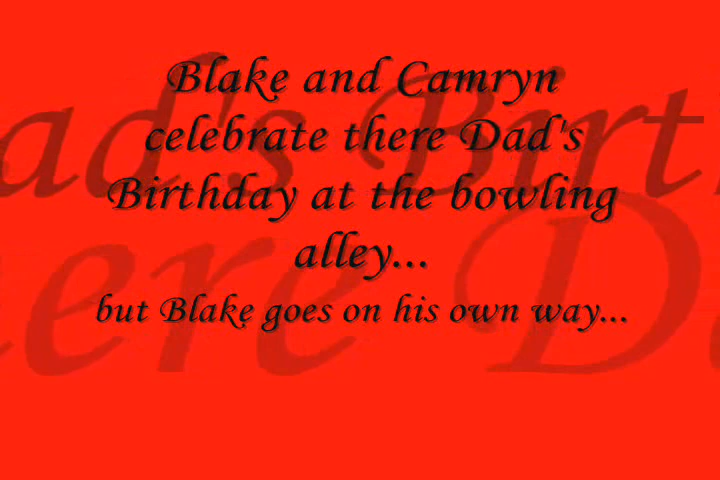 Blake and Camryn
celebrate there Dad's
Birthday at the bowling
alley...
but Blake goes on his own way...